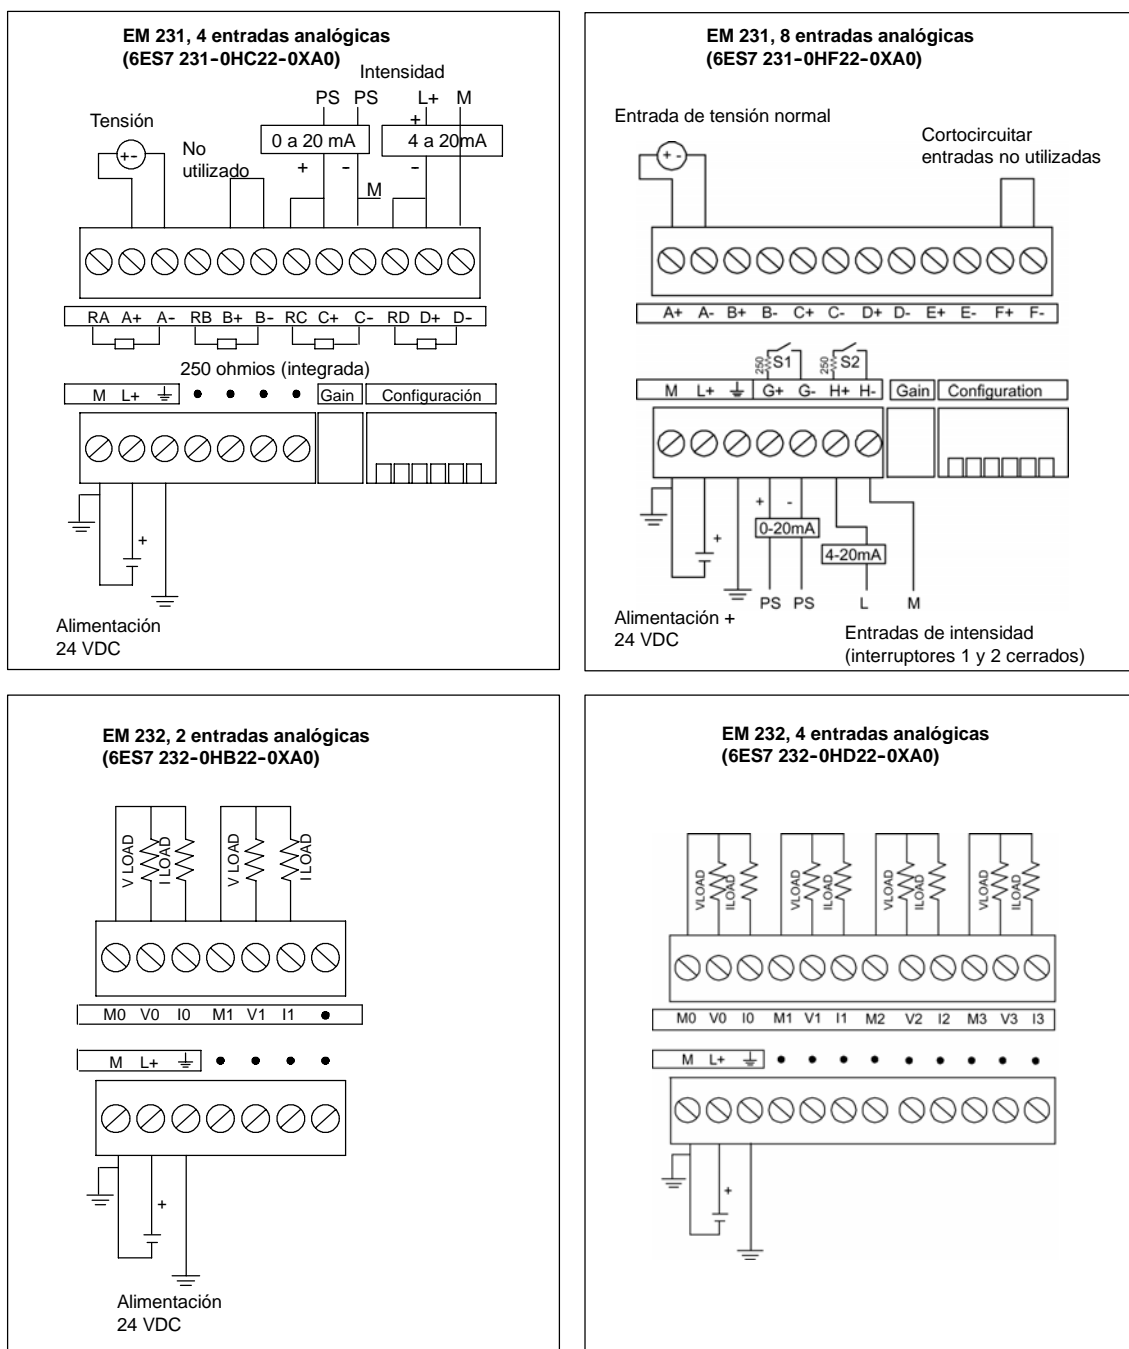 EM 231, 4 entradas analógicas
(6ES7 231-0HC22-0XA0)
Intensidad
PS PS L+ M
Tensión
+
0 a 20 mA 4 a 20mA
+-
No
utilizado
+ - -
M
RA A+ A- RB B+ B- RC C+ C- RD D+ D-
250 ohmios (integrada)
M L+ Gain Configuración
+
Alimentación
24 VDC
EM 231, 8 entradas analógicas
(6ES7 231-0HF22-0XA0)
Entrada de tensión normal
Cortocircuitar
entradas no utilizadas
+ -
A+ A- B+ B- C+ C- D+ D- E+ E- F+ F-
250 S1 250 S2
M L+ G+ G- H+ H- Gain Configuration
+ -
0-20mA
+
4-20mA
PS PS L M
Alimentación +
24 VDC
Entradas de intensidad
(interruptores 1 y 2 cerrados)
EM 232, 2 entradas analógicas
(6ES7 232-0HB22-0XA0)
V LOAD I LOAD V LOAD I LOAD
M0 V0 I0 M1 V1 I1
M L+
+
Alimentación
24 VDC
EM 232, 4 entradas analógicas
(6ES7 232-0HD22-0XA0)
VLOAD ILOAD VLOAD ILOAD VLOAD ILOAD VLOAD ILOAD
M0 V0 I0 M1 V1 I1 M2 V2 I2 M3 V3 I3
M L+
+